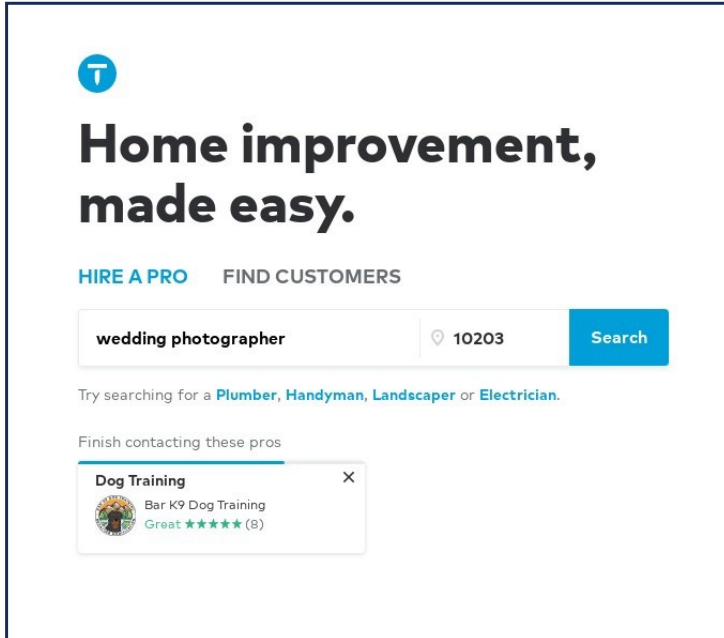 Home improvement,
made easy.
HIRE A PRO FIND CUSTOMERS
wedding photographer 10203 Search
Try searching for a Plumber, Handyman, Landscaper or Electrician.
Finish contacting these pros
Dog Training
Bar K9 Dog Training
Great ★★★★★ (8)